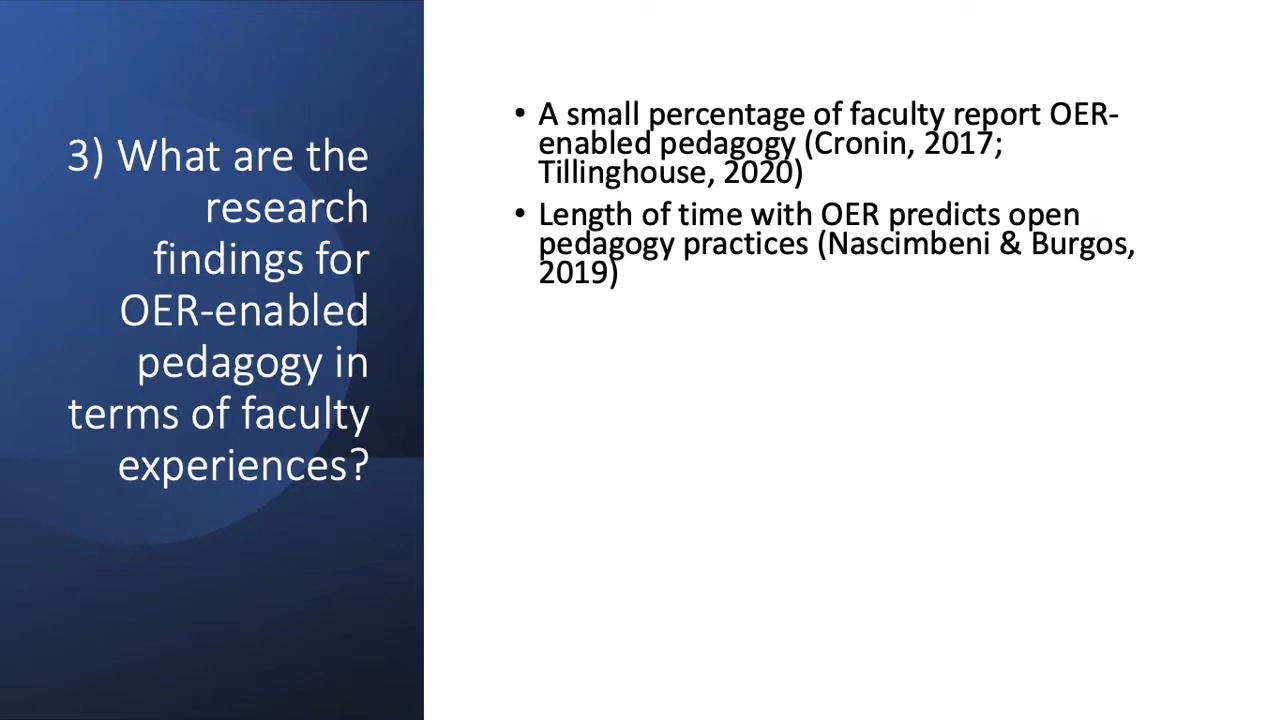 3) What are the
research
findings for
OER-enabled
pedagogy in
terms of faculty
experiences?
• A small percentage of faculty report OER-
enabled pedagogy (Cronin, 2017;
Tillinghouse, 2020)
• Length of time with OER predicts open
pedagogy practices (Nascimbeni & Burgos,
2019)